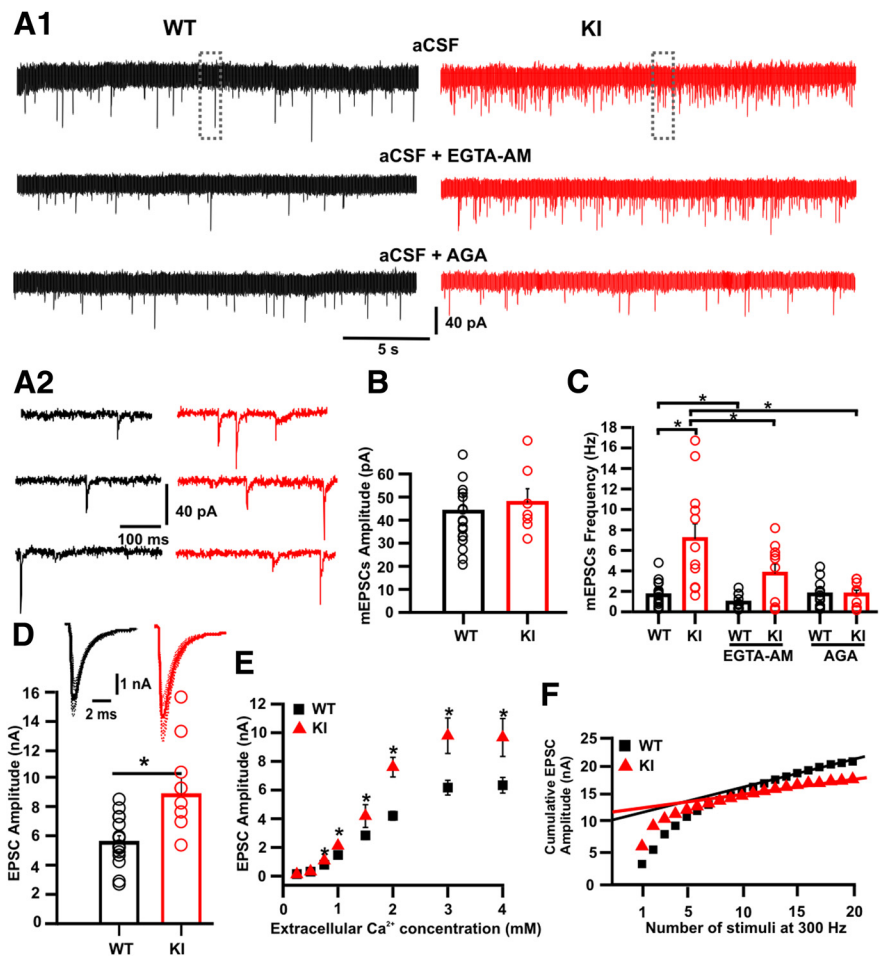 A1
WT
KI
aCSF
aCSF + EGTA-AM
aCSF + AGA
40 pA
5 s
A2
40 pA
100 ms
B
mEPSCs Amplitude (pA)
60
50
40
30
20
10
0
WT KI
C
mEPSCs Frequency (Hz)
18
16
14
12
10
8
6
4
2
0
* * * *
WT KI WT KI WT KI
EGTA-AM AGA
D
1 nA
2 ms
EPSC Amplitude (nA)
16
14
12
10
8
6
4
2
0
*
WT KI
E
WT
KI
EPSC Amplitude (nA)
12
10
8
6
4
2
0
* * * * * *
0 1 2 3 4
Extracellular Ca²⁺ concentration (mM)
F
WT
KI
Cumulative EPSC
Amplitude (nA)
25
20
15
10
5
0
1 5 10 15 20
Number of stimuli at 300 Hz